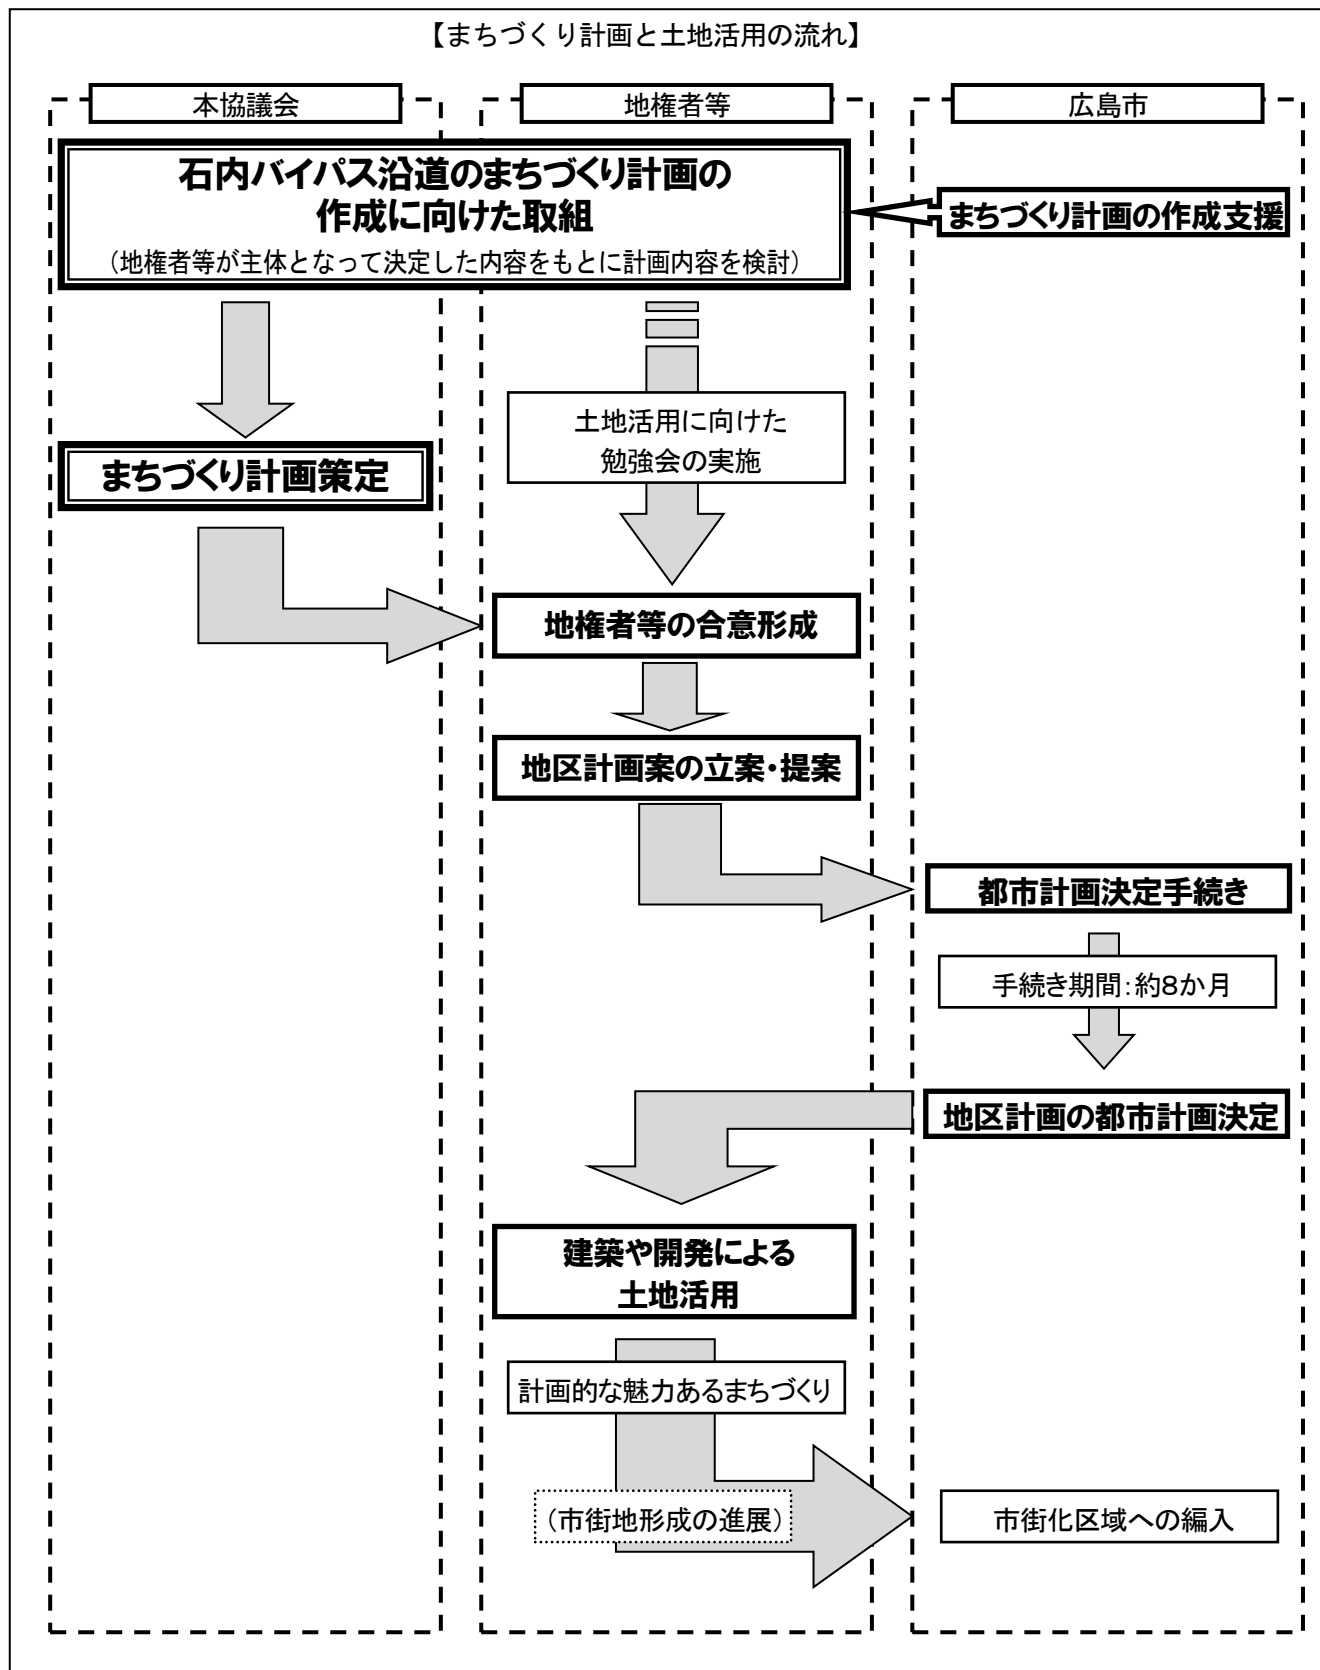 【まちづくり計画と土地活用の流れ】
本協議会
地権者等
広島市
石内バイパス沿道のまちづくり計画の
作成に向けた取組
（地権者等が主体となって決定した内容をもとに計画内容を検討）
まちづくり計画の作成支援
土地活用に向けた
勉強会の実施
まちづくり計画策定
地権者等の合意形成
地区計画案の立案・提案
都市計画決定手続き
手続き期間：約８か月
地区計画の都市計画決定
建築や開発による
土地活用
計画的な魅力あるまちづくり
（市街地形成の進展）
市街化区域への編入